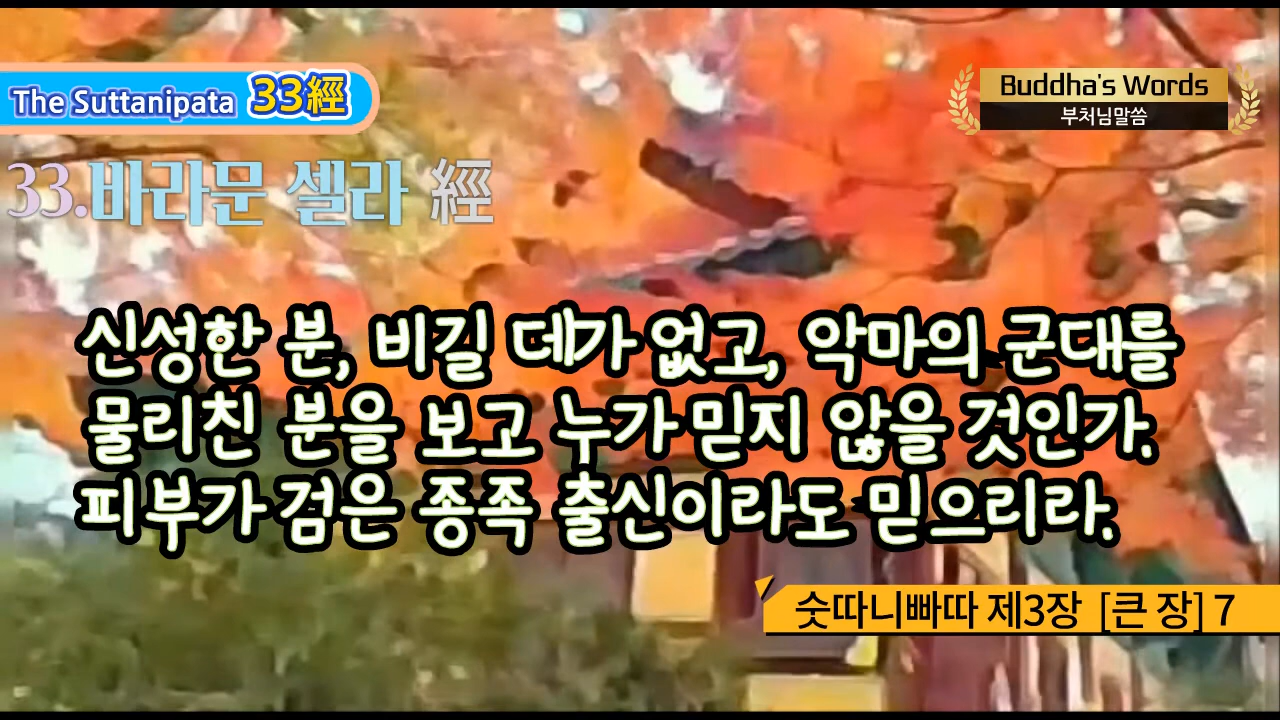 The Suttanipata 33經
Buddha's Words
부처님말씀
33.바라문 셀라 經
신성한 분, 비길 데가 없고, 악마의 군대를
물리친 분을 보고 누가 믿지 않을 것인가.
피부가 검은 종족 출신이라도 믿으리라.
숫따니빠따 제3장 [큰 장] 7